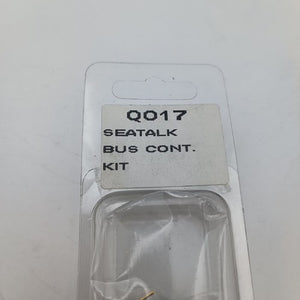 Q017
SEATALK
BUS CONT.
KIT